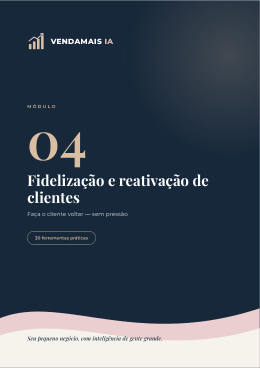 VENDAMAIS IA
MÓDULO
04
Fidelização e reativação de
clientes
Faça o cliente voltar — sem pressão
30 ferramentas práticas
Seu pequeno negócio, com inteligência de gente grande.